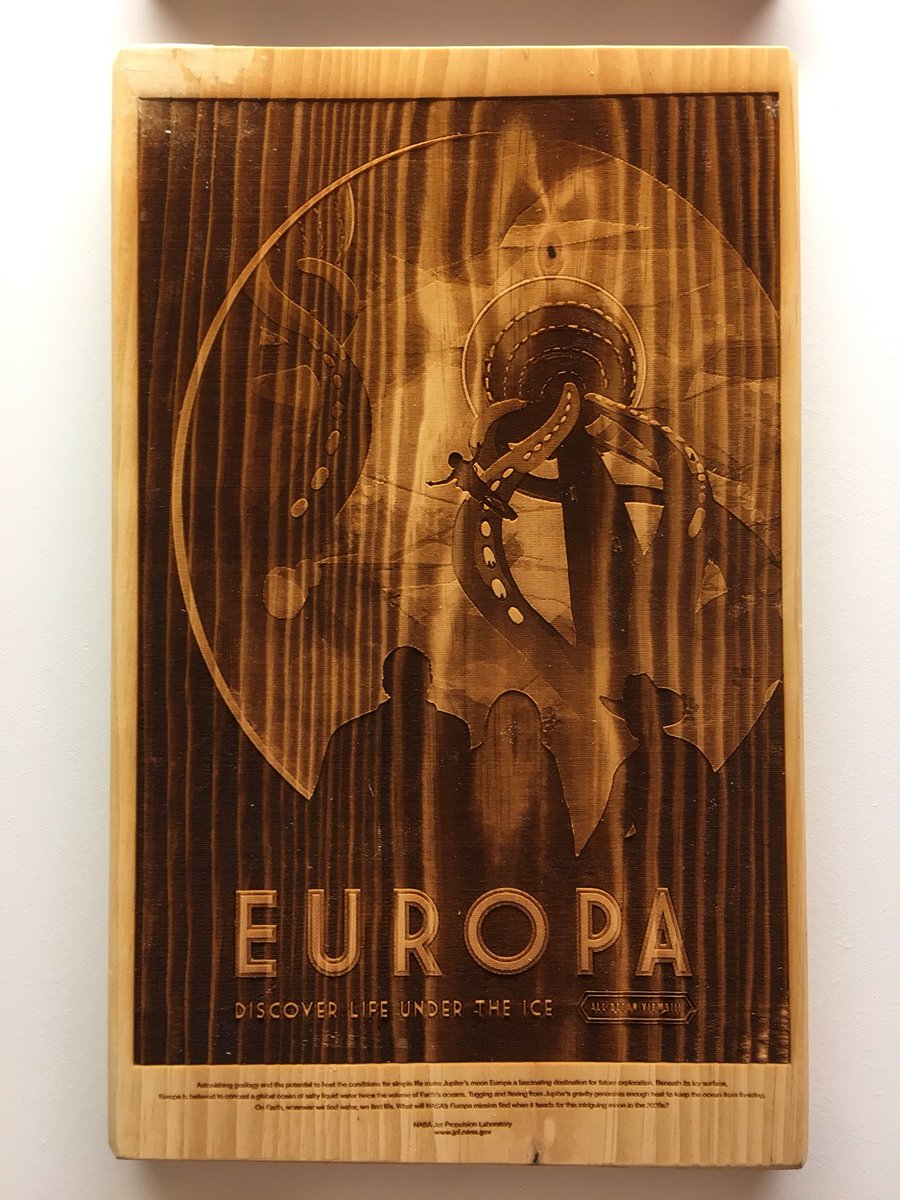 EUROPA
DISCOVER LIFE UNDER THE ICE
ALL OCEAN VIEWS!!!
Astonishing geology and the potential to host the conditions for simple life make Jupiter's moon Europa a fascinating destination for future exploration. Beneath its icy surface,
Europa is believed to conceal a global ocean of salty liquid water twice the volume of Earth's oceans. Tugging and flexing from Jupiter's gravity generates enough heat to keep the ocean from freezing.
On Earth, wherever we find water, we find life. What will NASA's Europa mission find when it heads for this intriguing moon in the 2020s?
NASA Jet Propulsion Laboratory
www.jpl.nasa.gov